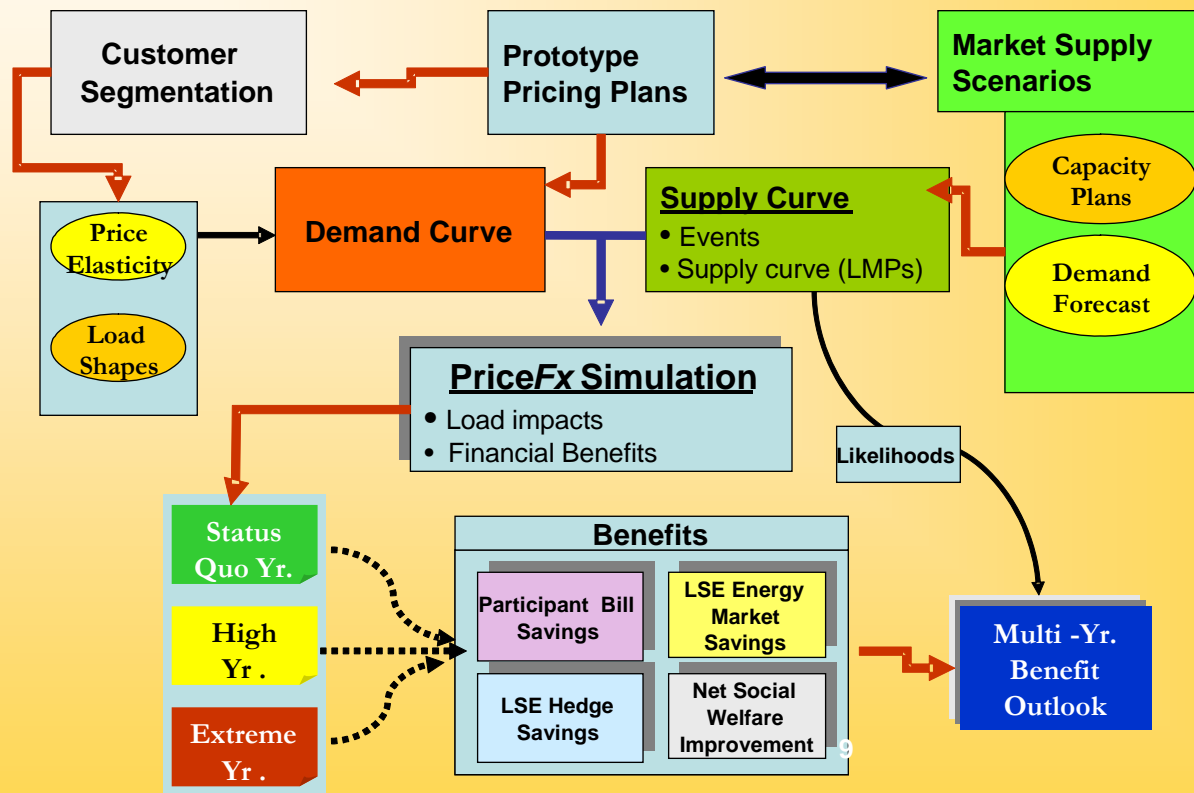 Customer
Segmentation
Prototype
Pricing Plans
Market Supply
Scenarios
Capacity
Plans
Demand
Forecast
Price
Elasticity
Load
Shapes
Demand Curve
Supply Curve
• Events
• Supply curve (LMPs)
PriceFx Simulation
• Load impacts
• Financial Benefits
Likelihoods
Status
Quo Yr.
High
Yr .
Extreme
Yr .
Benefits
Participant Bill
Savings
LSE Energy
Market
Savings
LSE Hedge
Savings
Net Social
Welfare
Improvement
9
Multi -Yr.
Benefit
Outlook